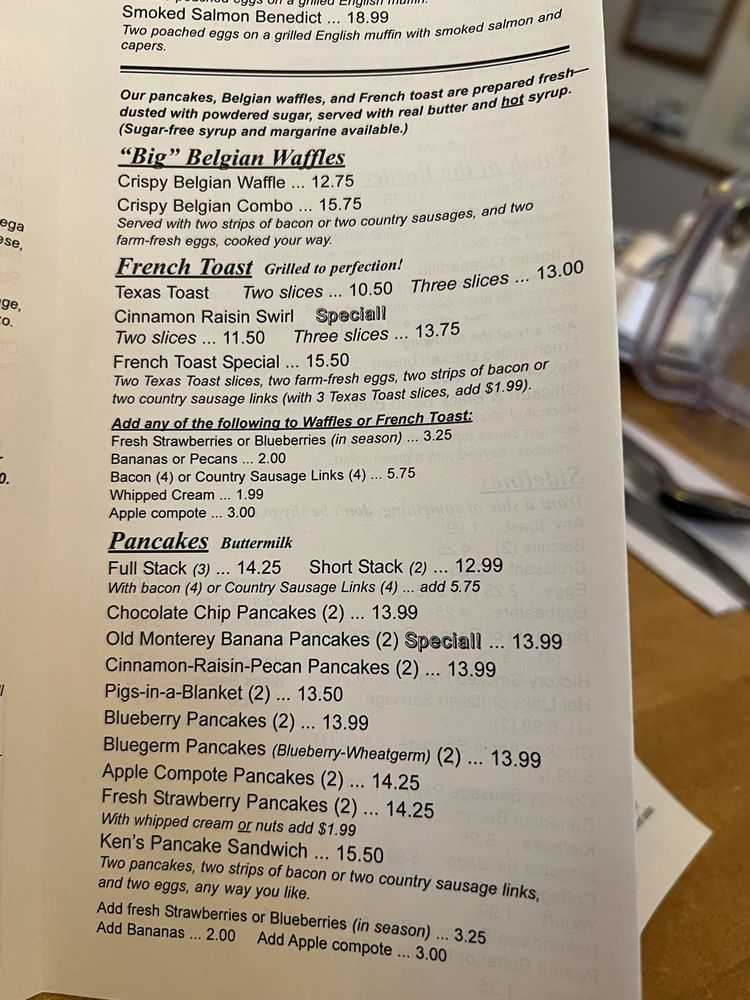 poached eggs on a grilled English muffin.
Smoked Salmon Benedict ... 18.99
Two poached eggs on a grilled English muffin with smoked salmon and
capers.
Our pancakes, Belgian waffles, and French toast are prepared fresh—
dusted with powdered sugar, served with real butter and hot syrup.
(Sugar-free syrup and margarine available.)
“Big” Belgian Waffles
Crispy Belgian Waffle ... 12.75
Crispy Belgian Combo ... 15.75
Served with two strips of bacon or two country sausages, and two
farm-fresh eggs, cooked your way.
French Toast Grilled to perfection!
Texas Toast Two slices ... 10.50 Three slices ... 13.00
Cinnamon Raisin Swirl Special!
Two slices ... 11.50 Three slices ... 13.75
French Toast Special ... 15.50
Two Texas Toast slices, two farm-fresh eggs, two strips of bacon or
two country sausage links (with 3 Texas Toast slices, add $1.99).
Add any of the following to Waffles or French Toast:
Fresh Strawberries or Blueberries (in season) ... 3.25
Bananas or Pecans ... 2.00
Bacon (4) or Country Sausage Links (4) ... 5.75
Whipped Cream ... 1.99
Apple compote ... 3.00
Pancakes Buttermilk
Full Stack (3) ... 14.25 Short Stack (2) ... 12.99
With bacon (4) or Country Sausage Links (4) ... add 5.75
Chocolate Chip Pancakes (2) ... 13.99
Old Monterey Banana Pancakes (2) Special! ... 13.99
Cinnamon-Raisin-Pecan Pancakes (2) ... 13.99
Pigs-in-a-Blanket (2) ... 13.50
Blueberry Pancakes (2) ... 13.99
Bluegerm Pancakes (Blueberry-Wheatgerm) (2) ... 13.99
Apple Compote Pancakes (2) ... 14.25
Fresh Strawberry Pancakes (2) ... 14.25
With whipped cream or nuts add $1.99
Ken's Pancake Sandwich ... 15.50
Two pancakes, two strips of bacon or two country sausage links,
and two eggs, any way you like.
Add fresh Strawberries or Blueberries (in season) ... 3.25
Add Bananas ... 2.00 Add Apple compote ... 3.00